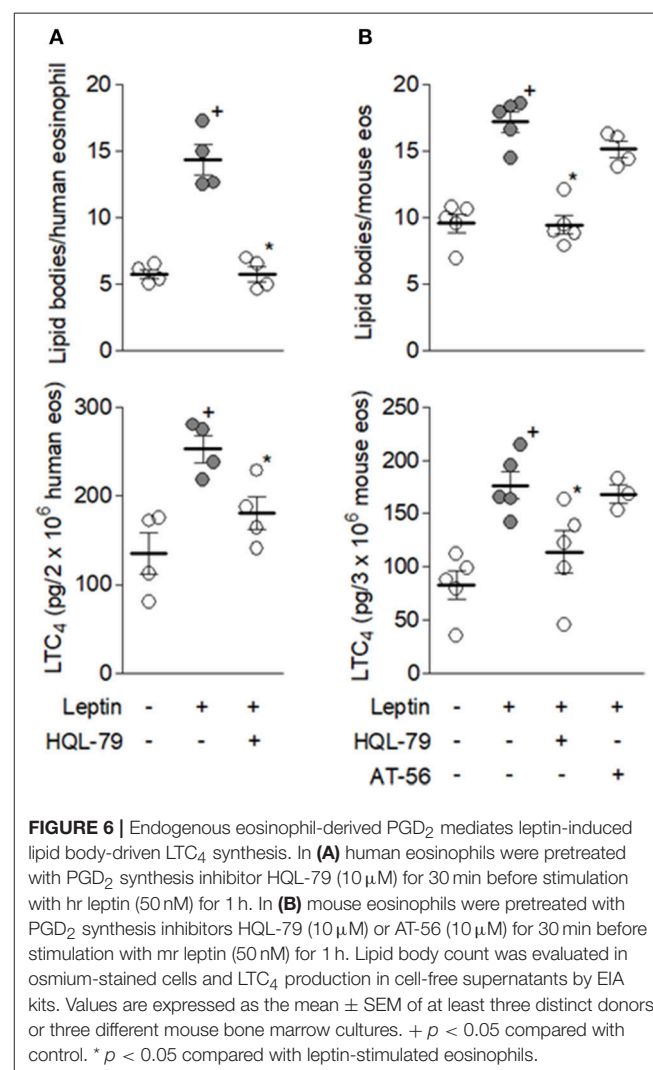 A
B
Lipid bodies/human eosinophil
20
15
10
5
0
+
*
Lipid bodies/mouse eos
20
15
10
5
0
+
*
LTC4 (pg/2 x 10^6 human eos)
300
200
100
0
+
*
LTC4 (pg/3 x 10^6 mouse eos)
250
200
150
100
50
0
+
*
Leptin - + + - + + +
HQL-79 - - + - - + -
AT-56 - - - +
FIGURE 6 | Endogenous eosinophil-derived PGD2 mediates leptin-induced
lipid body-driven LTC4 synthesis. In (A) human eosinophils were pretreated
with PGD2 synthesis inhibitor HQL-79 (10 μM) for 30 min before stimulation
with hr leptin (50 nM) for 1 h. In (B) mouse eosinophils were pretreated with
PGD2 synthesis inhibitors HQL-79 (10 μM) or AT-56 (10 μM) for 30 min before
stimulation with mr leptin (50 nM) for 1 h. Lipid body count was evaluated in
osmium-stained cells and LTC4 production in cell-free supernatants by EIA
kits. Values are expressed as the mean ± SEM of at least three distinct donors
or three different mouse bone marrow cultures. + p < 0.05 compared with
control. * p < 0.05 compared with leptin-stimulated eosinophils.